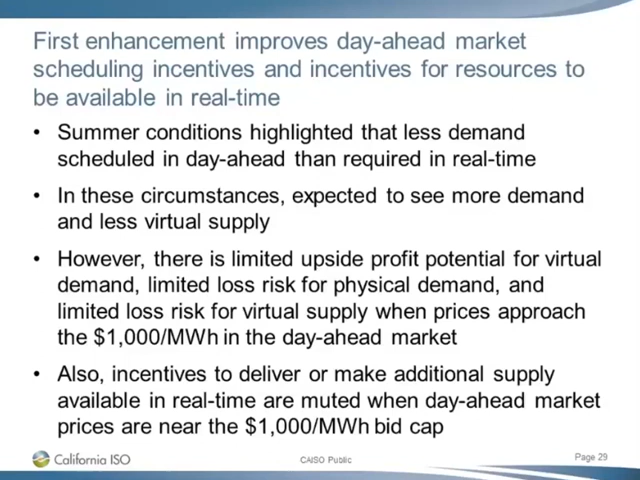 First enhancement improves day-ahead market
scheduling incentives and incentives for resources to
be available in real-time
• Summer conditions highlighted that less demand
scheduled in day-ahead than required in real-time
• In these circumstances, expected to see more demand
and less virtual supply
• However, there is limited upside profit potential for virtual
demand, limited loss risk for physical demand, and
limited loss risk for virtual supply when prices approach
the $1,000/MWh in the day-ahead market
• Also, incentives to deliver or make additional supply
available in real-time are muted when day-ahead market
prices are near the $1,000/MWh bid cap
California ISO
CAISO Public
Page 29